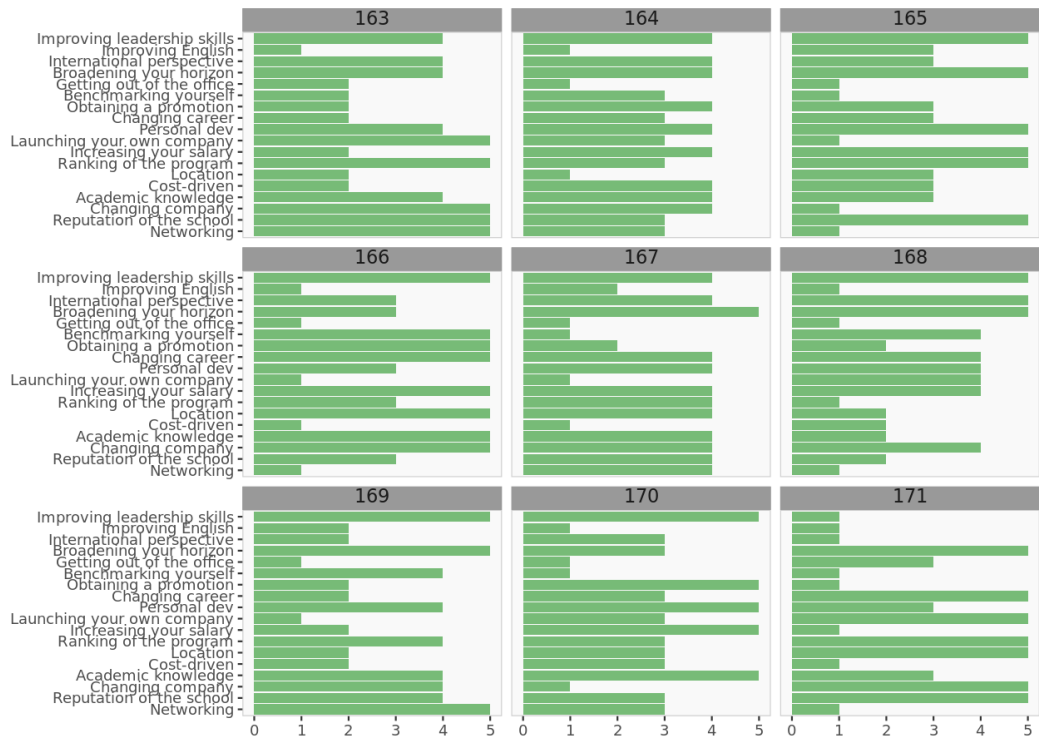 163 164 165
Improving leadership skills
Improving English
International perspective
Broadening your horizon
Getting out of the office
Benchmarking yourself
Obtaining a promotion
Changing career
Personal dev
Launching your own company
Increasing your salary
Ranking of the program
Location
Cost-driven
Academic knowledge
Changing company
Reputation of the school
Networking
166 167 168
Improving leadership skills
Improving English
International perspective
Broadening your horizon
Getting out of the office
Benchmarking yourself
Obtaining a promotion
Changing career
Personal dev
Launching your own company
Increasing your salary
Ranking of the program
Location
Cost-driven
Academic knowledge
Changing company
Reputation of the school
Networking
169 170 171
Improving leadership skills
Improving English
International perspective
Broadening your horizon
Getting out of the office
Benchmarking yourself
Obtaining a promotion
Changing career
Personal dev
Launching your own company
Increasing your salary
Ranking of the program
Location
Cost-driven
Academic knowledge
Changing company
Reputation of the school
Networking
0 1 2 3 4 5 0 1 2 3 4 5 0 1 2 3 4 5